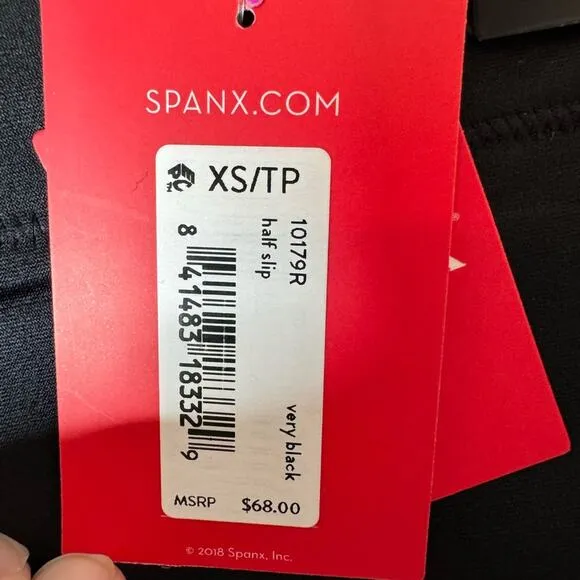 SPANX.COM
XS/TP
10179R
half slip
very black
8 41483 18332 9
MSRP $68.00
© 2018 Spanx, Inc.